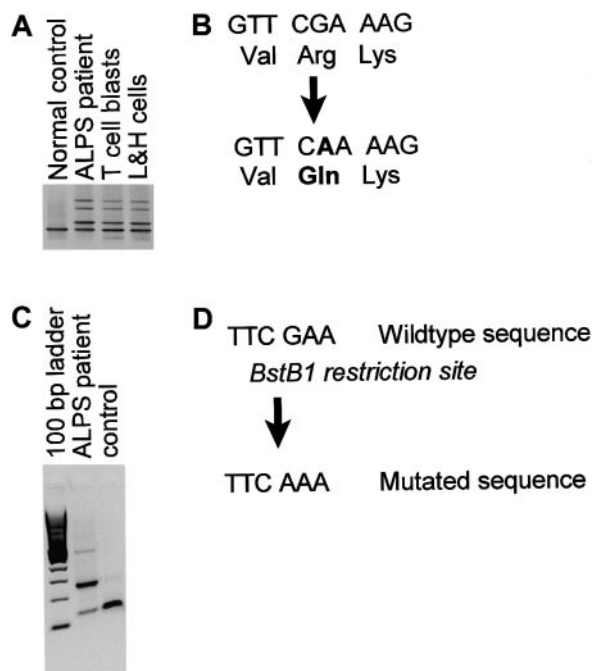 A
Normal control
ALPS patient
T cell blasts
L&H cells
B
GTT CGA AAG
Val Arg Lys
GTT CAA AAG
Val Gln Lys
C
100 bp ladder
ALPS patient
control
D
TTC GAA Wildtype sequence
BstB1 restriction site
TTC AAA Mutated sequence